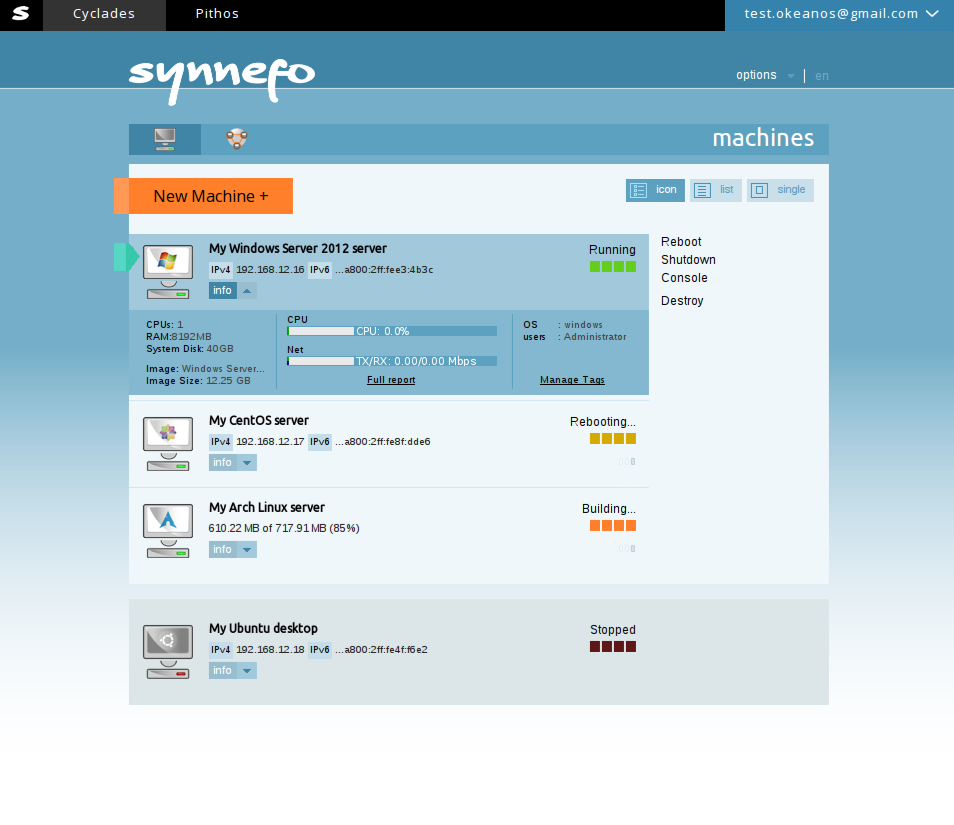 Cyclades Pithos test.okeanos@gmail.com
synnefo
options | en
machines
New Machine +
icon list single
My Windows Server 2012 server
Running
IPv4 192.168.12.16 IPv6 ...a800:2ff:fee3:4b3c
info
Reboot
Shutdown
Console
Destroy
CPUs: 1
RAM:8192MB
System Disk: 40GB
Image: Windows Server...
Image Size: 12.25 GB
CPU
CPU: 0.0%
Net
TX/RX: 0.00/0.00 Mbps
Full report
OS : windows
users : Administrator
Manage Tags
My CentOS server
Rebooting...
IPv4 192.168.12.17 IPv6 ...a800:2ff:fe8f:dde6
info
My Arch Linux server
Building...
610.22 MB of 717.91 MB (85%)
info
My Ubuntu desktop
Stopped
IPv4 192.168.12.18 IPv6 ...a800:2ff:fe4f:f6e2
info